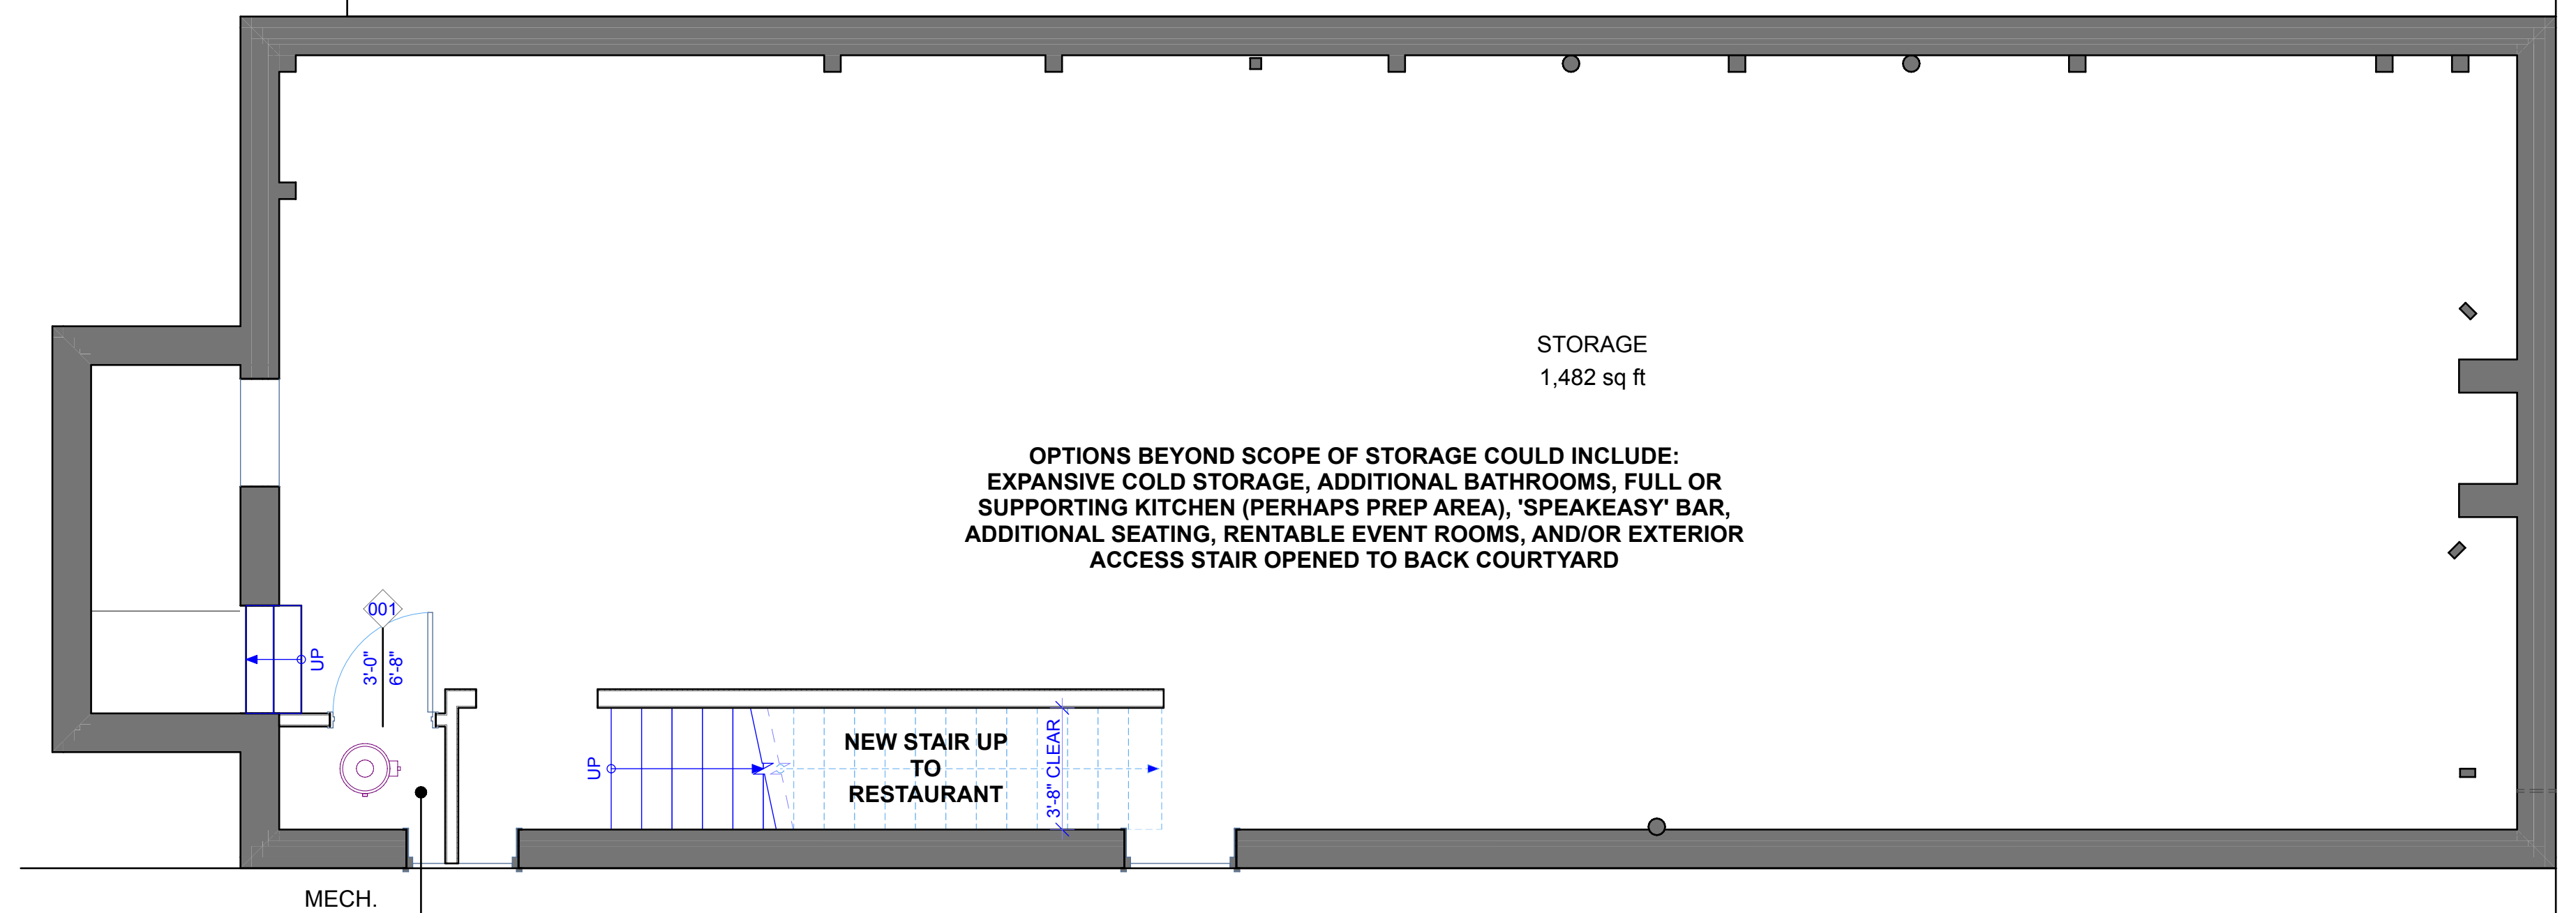 STORAGE
1,482 sq ft
OPTIONS BEYOND SCOPE OF STORAGE COULD INCLUDE:
EXPANSIVE COLD STORAGE, ADDITIONAL BATHROOMS, FULL OR
SUPPORTING KITCHEN (PERHAPS PREP AREA), 'SPEAKEASY' BAR,
ADDITIONAL SEATING, RENTABLE EVENT ROOMS, AND/OR EXTERIOR
ACCESS STAIR OPENED TO BACK COURTYARD
001
3'-0"
6'-8"
UP
UP
NEW STAIR UP
TO
RESTAURANT
3'-8" CLEAR
MECH.